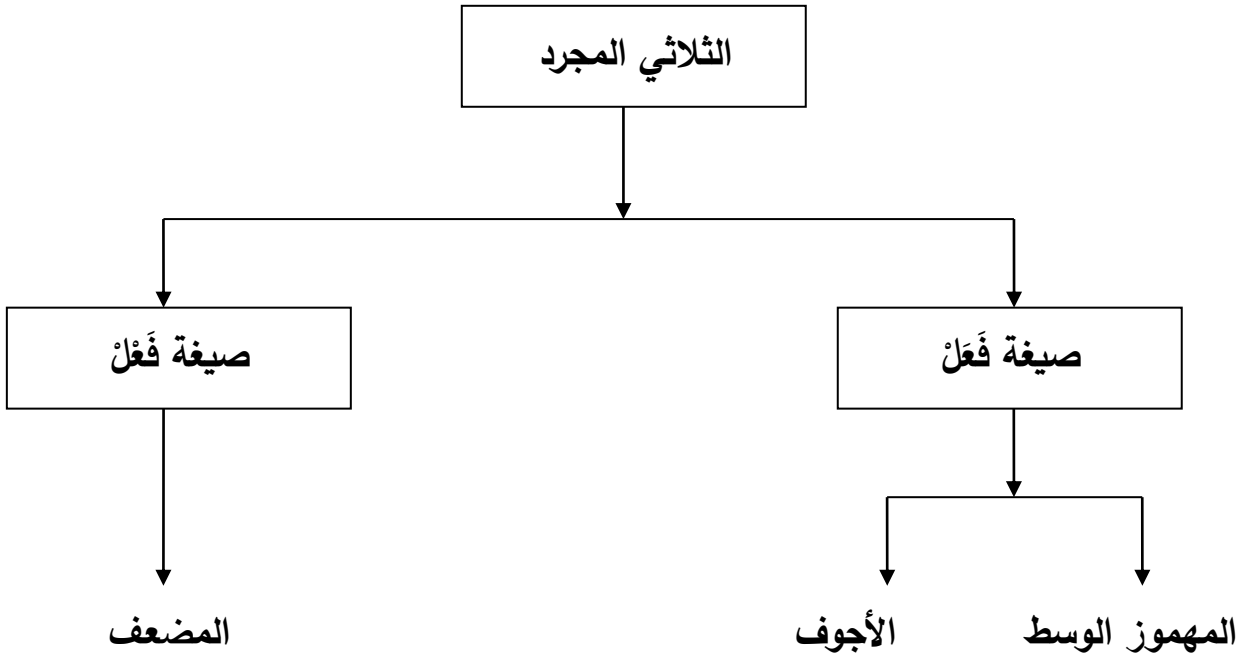 الثلاثي المجرد
صيغة فَعَلْ
صيغة فَعْلْ
المهموز الوسط
الأجوف
المضعف